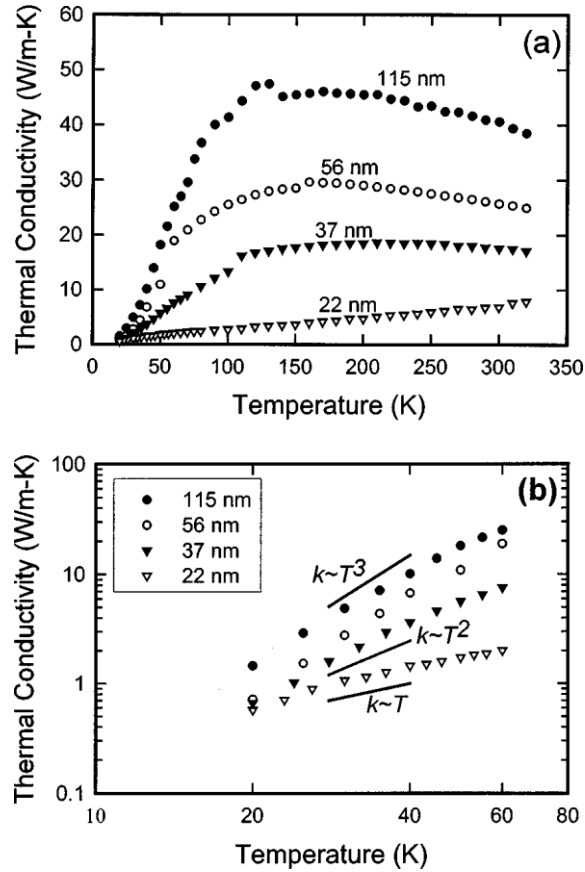 (a)
Thermal Conductivity (W/m-K)
60
50
40
30
20
10
0
115 nm
56 nm
37 nm
22 nm
0 50 100 150 200 250 300 350
Temperature (K)
(b)
Thermal Conductivity (W/m-K)
100
10
1
0.1
115 nm
56 nm
37 nm
22 nm
k~T³
k~T²
k~T
10 20 40 60 80
Temperature (K)